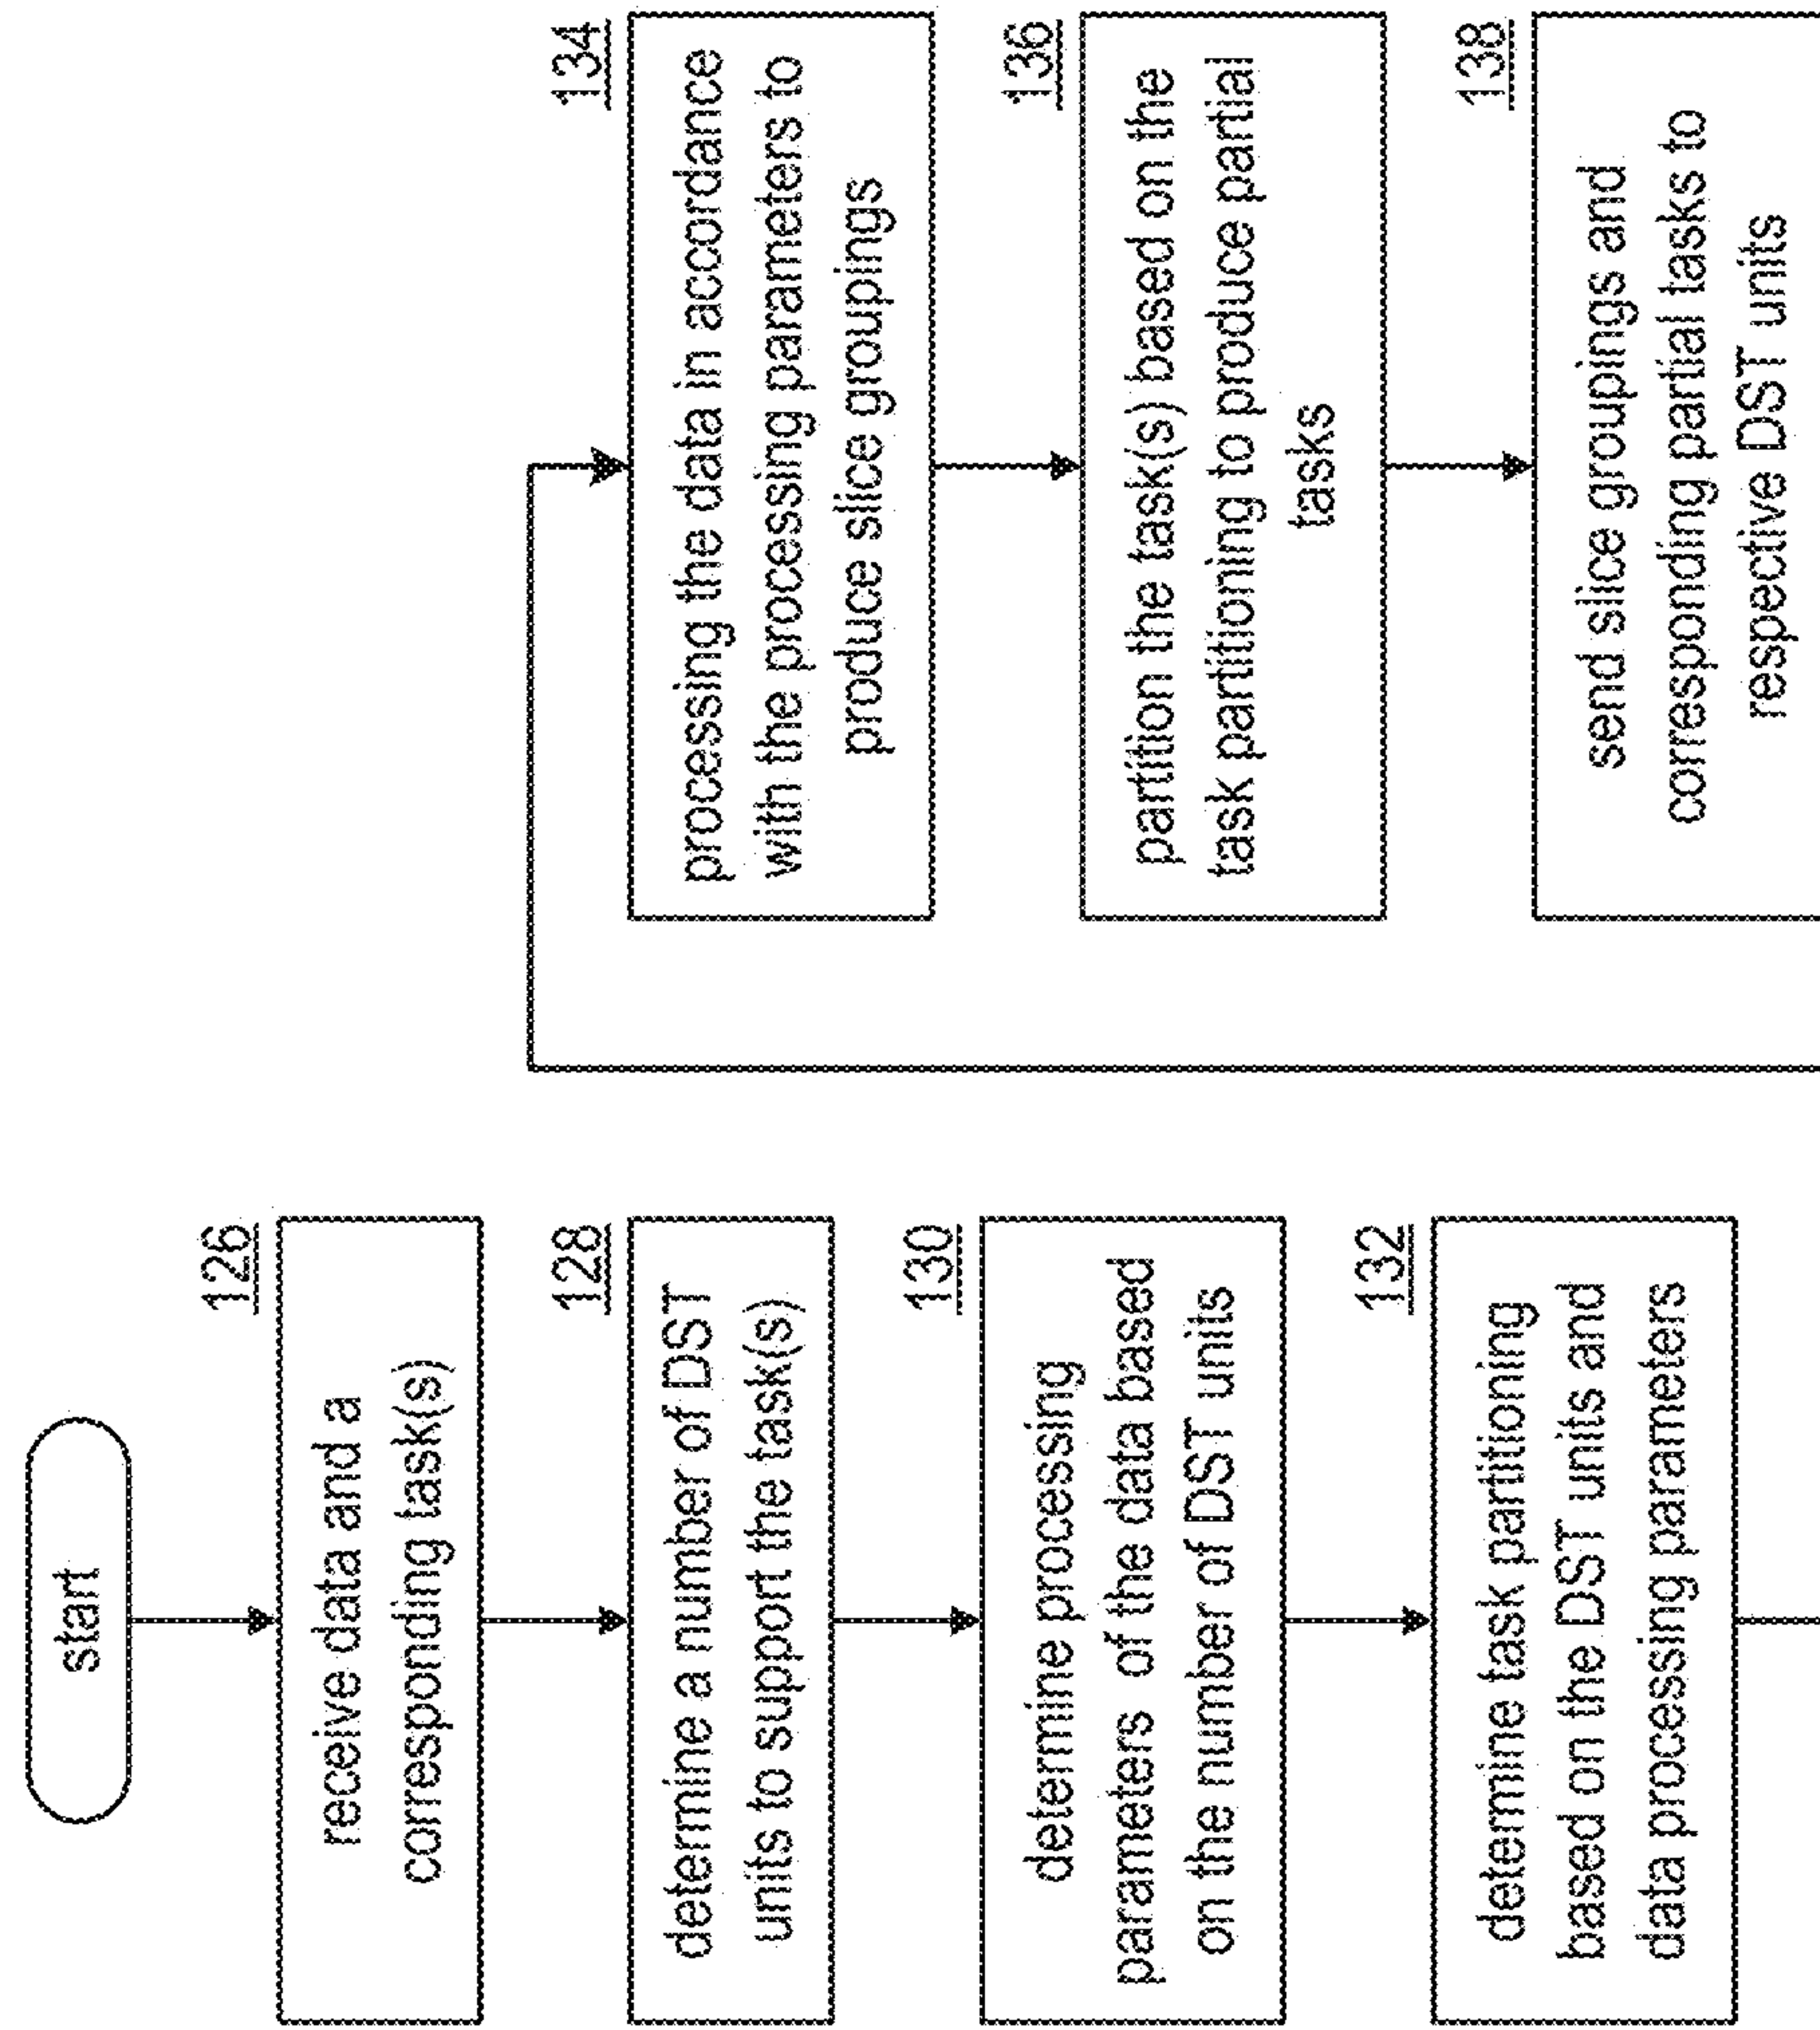 start
126
receive data and a
corresponding task(s)
128
determine a number of DST
units to support the task(s)
130
determine processing
parameters of the data based
on the number of DST units
132
determine task partitioning
based on the DST units and
data processing parameters
134
processing the data in accordance
with the processing parameters to
produce slice groupings
136
partition the task(s) based on the
task partitioning to produce partial
tasks
138
send slice groupings and
corresponding partial tasks to
respective DST units